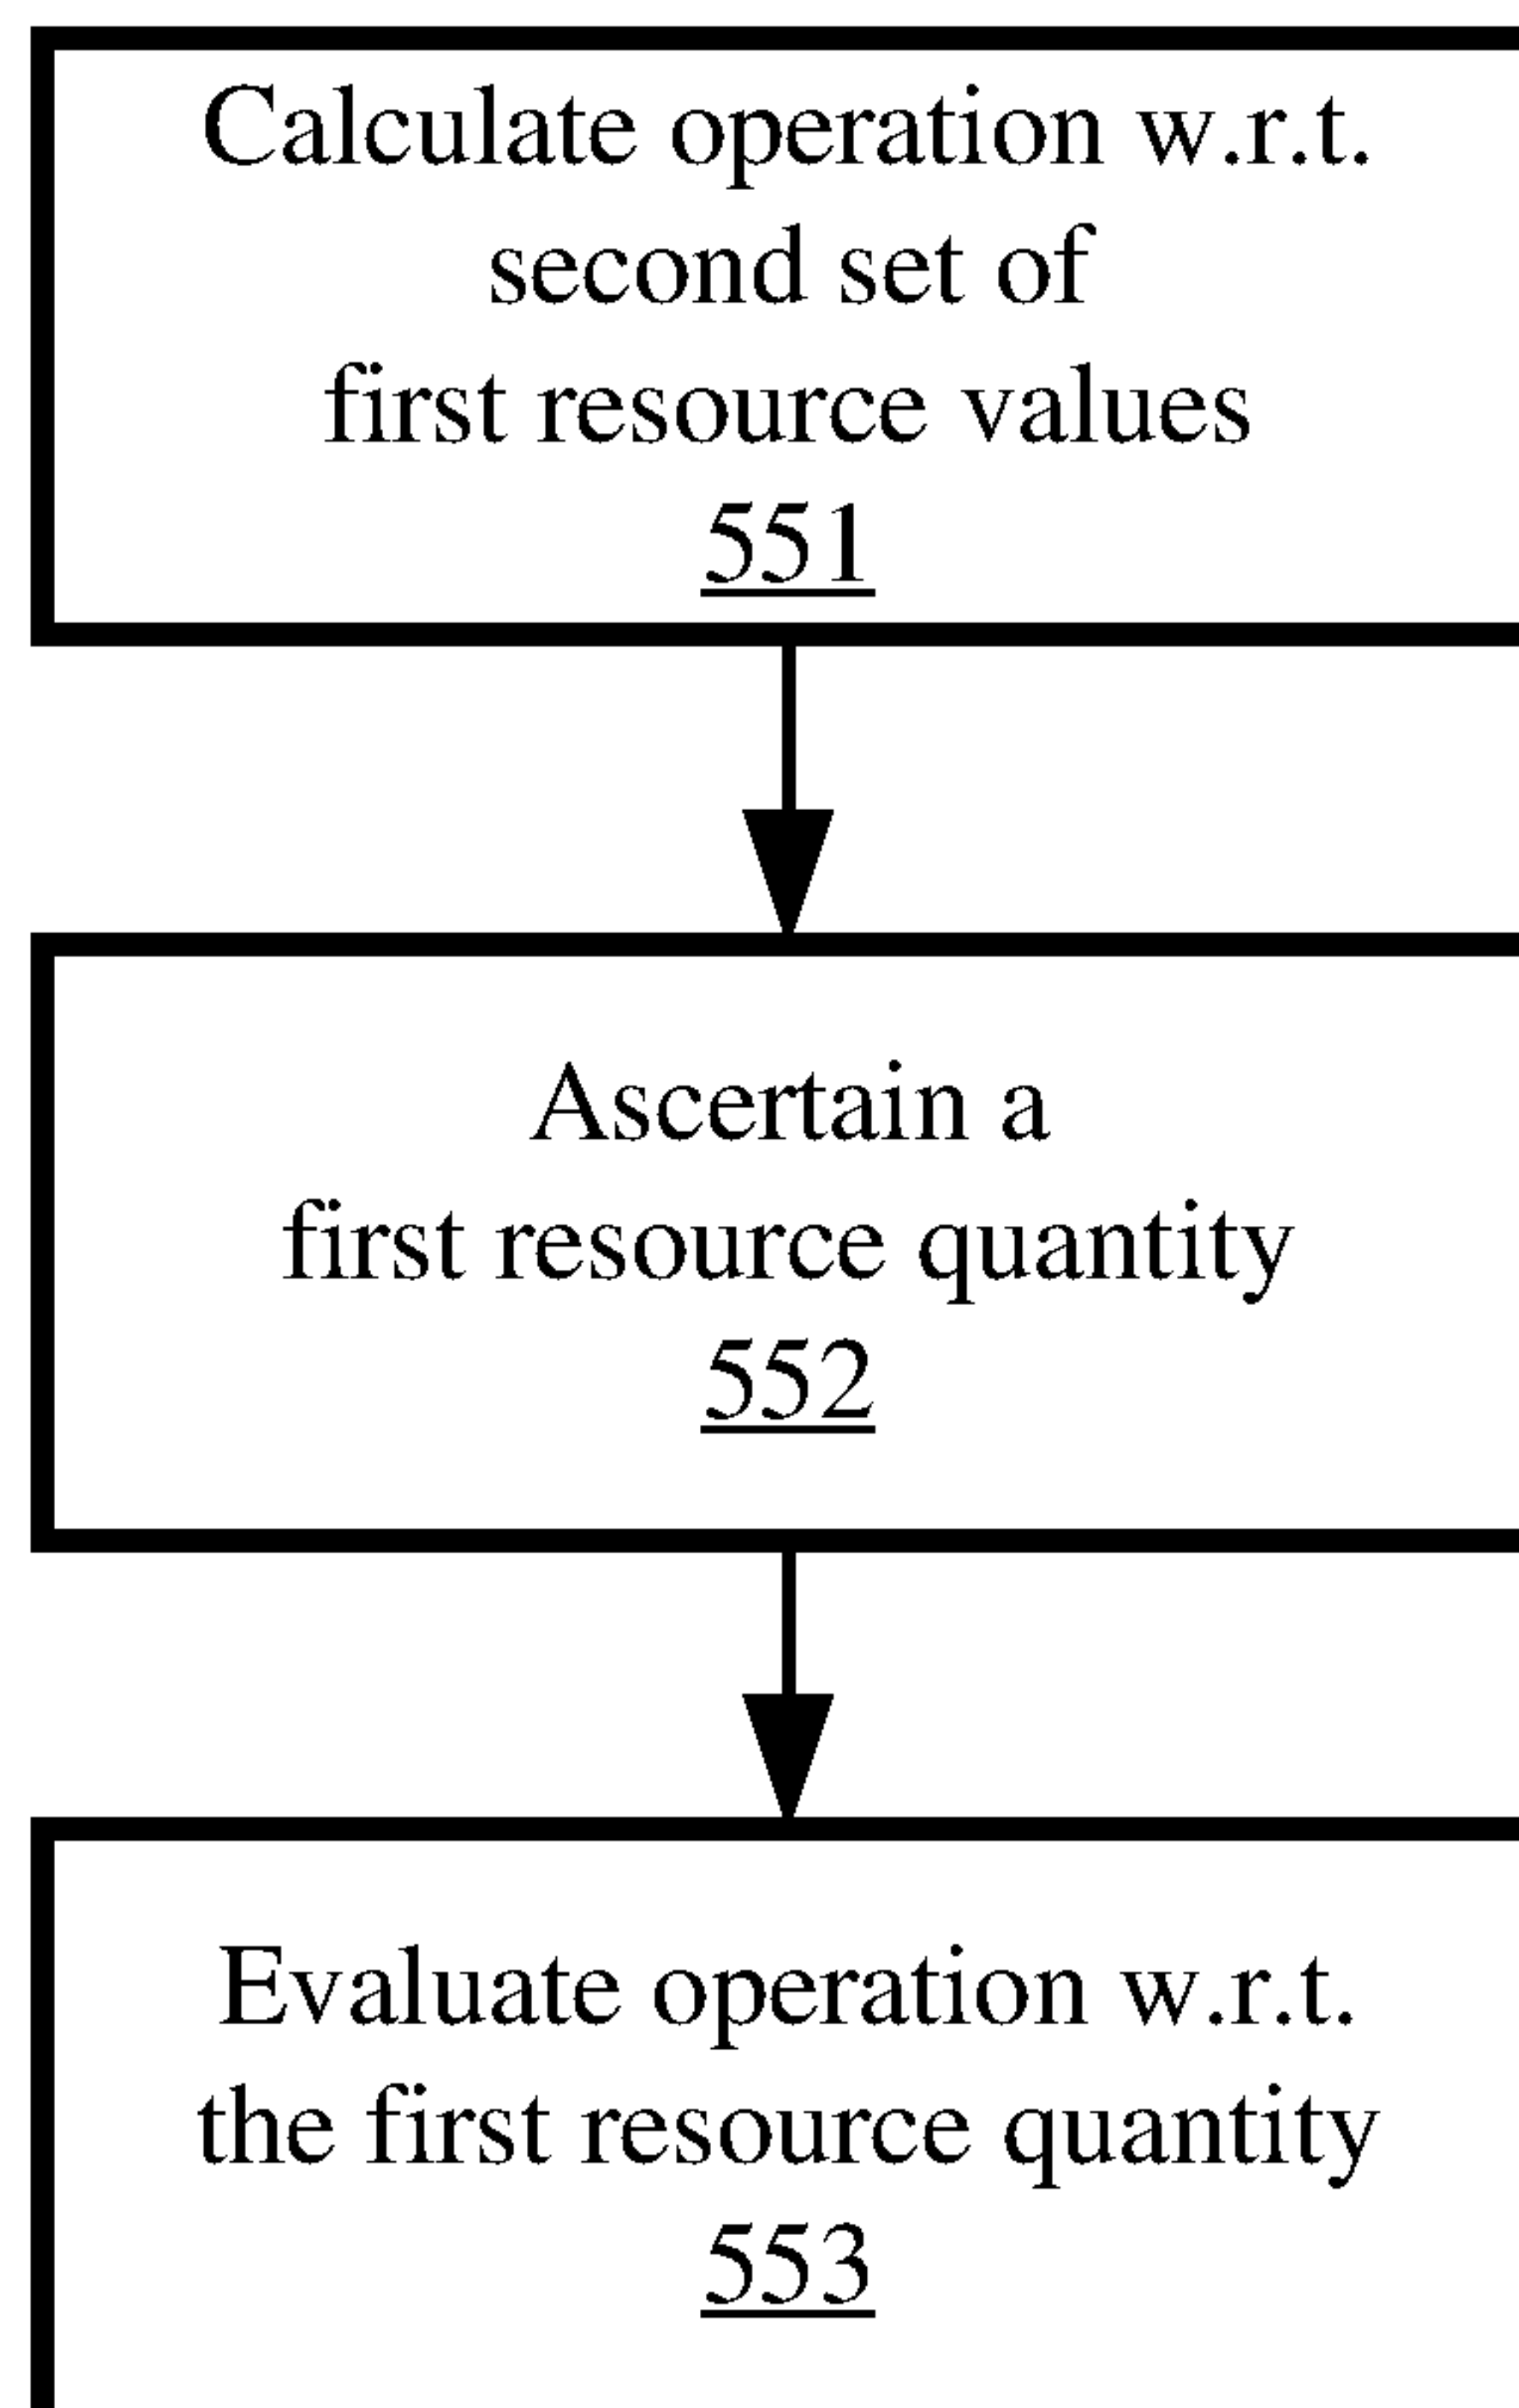 Calculate operation w.r.t.
second set of
first resource values
551
Ascertain a
first resource quantity
552
Evaluate operation w.r.t.
the first resource quantity
553